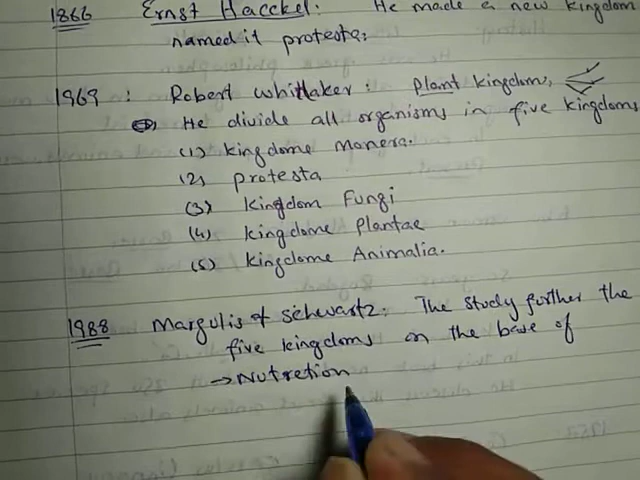 1866 Ernst Haeckel: He made a new kingdom
named it protesta:
1969 : Robert Whittaker: Plant kingdoms,
He divide all organisms in five kingdoms
(1) kingdome monera.
(2) protesta
(3) kingdom Fungi
(4) kingdome plantae
(5) kingdome Animalia.
1988 Margulis & Schwartz: The study further the
five kingdoms on the base of
→ Nutretion